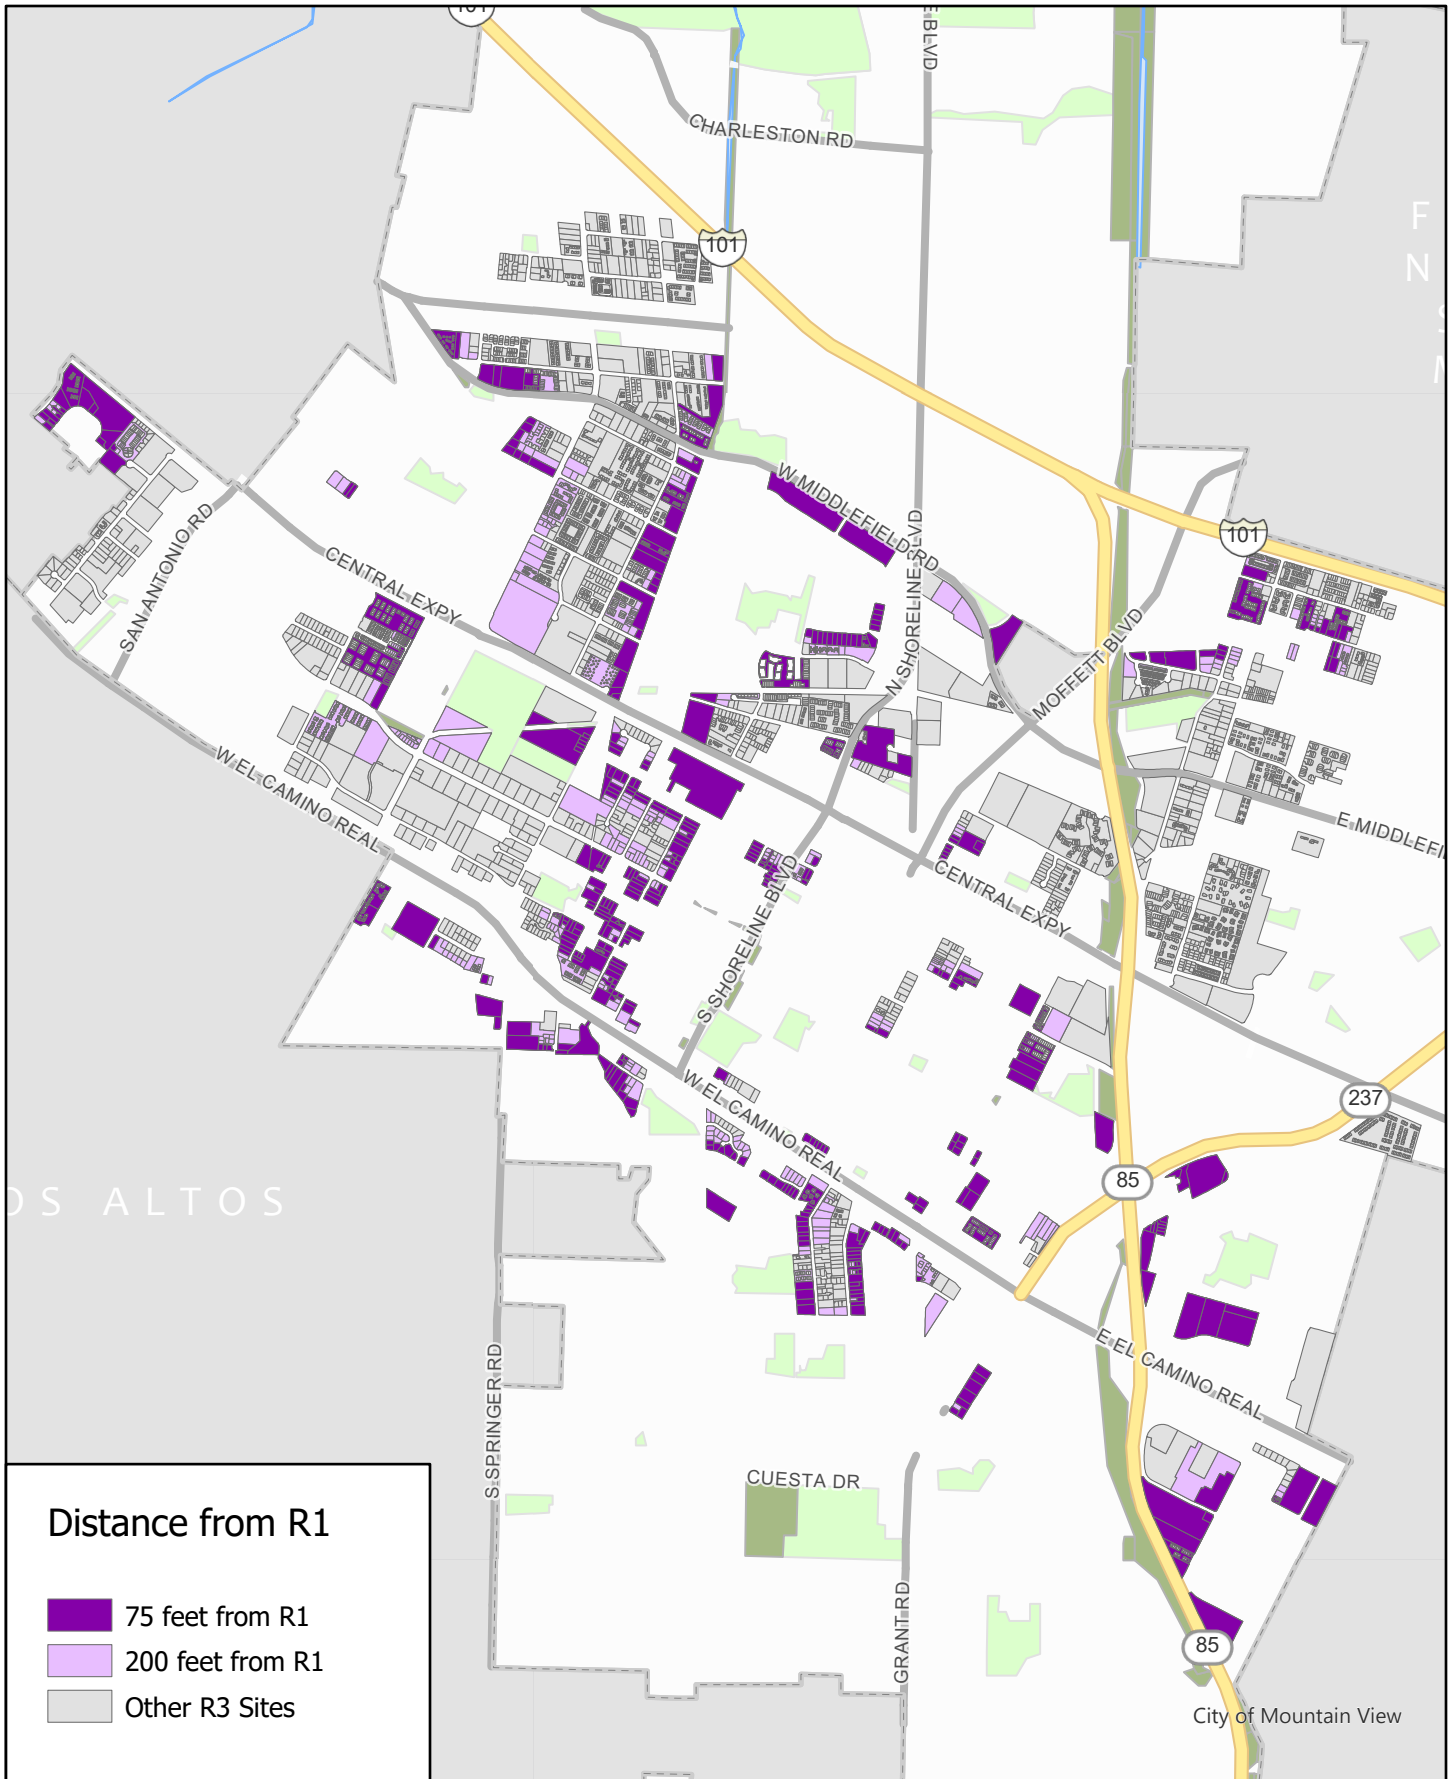 101
E BLVD
CHARLESTON RD
F
N
S
M
101
W MIDDLEFIELD RD
N SHORELINE BLVD
SAN ANTONIO RD
CENTRAL EXPY
101
MOFFETT BLVD
W EL CAMINO REAL
E MIDDLEFI
CENTRAL EXPY
S SHORELINE BLVD
W EL CAMINO REAL
237
85
OS ALTOS
E EL CAMINO REAL
S SPRINGER RD
CUESTA DR
GRANT RD
85
City of Mountain View
Distance from R1
75 feet from R1
200 feet from R1
Other R3 Sites